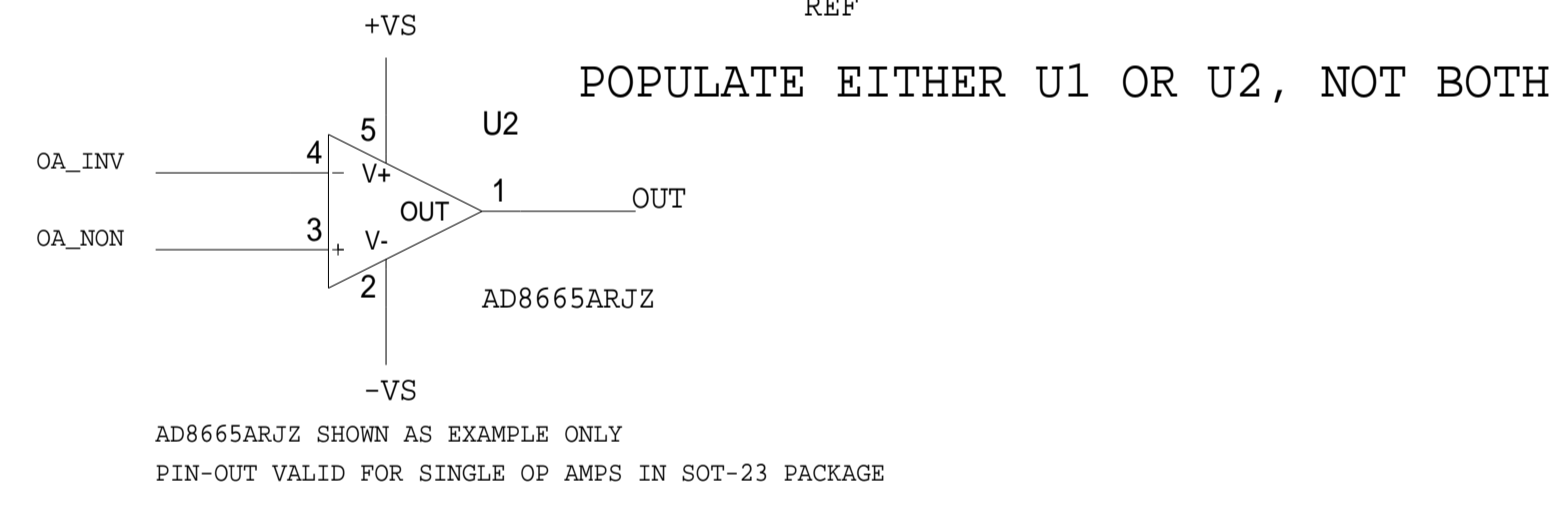 REF
+VS
POPULATE EITHER U1 OR U2, NOT BOTH
5
U2
4
OA_INV
−
V+
1
OUT
OUT
3
OA_NON
+
V-
2
AD8665ARJZ
-VS
AD8665ARJZ SHOWN AS EXAMPLE ONLY
PIN-OUT VALID FOR SINGLE OP AMPS IN SOT-23 PACKAGE